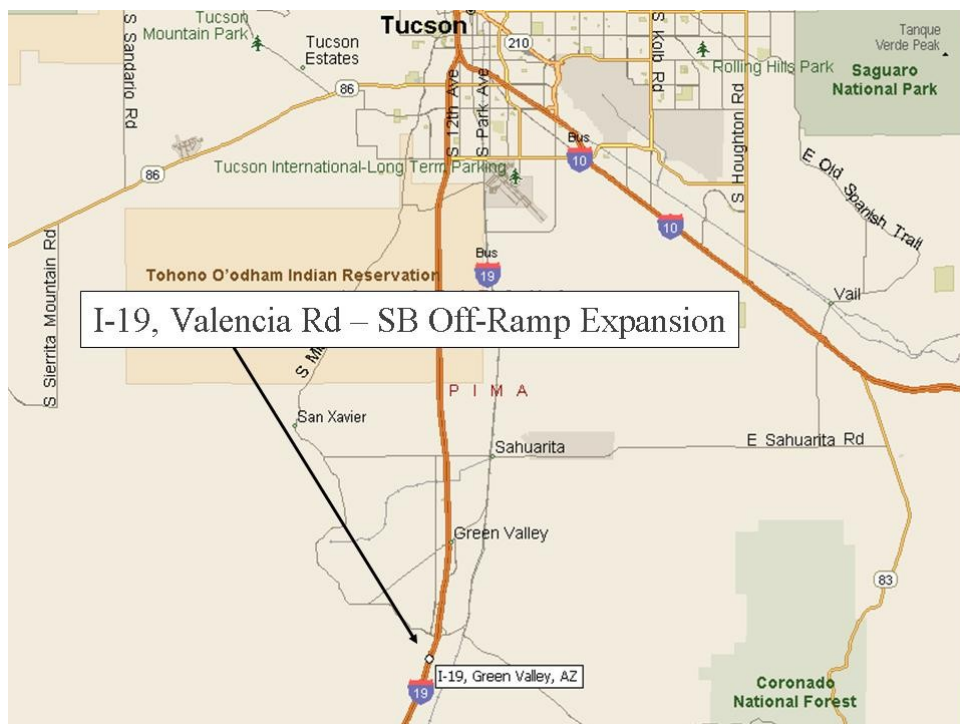 Tucson
Tucson
Mountain Park
Tucson
Estates
S Sandario Rd
86
210
S Kolb Rd
Rolling Hills Park
Tanque
Verde Peak
Saguaro
National Park
S 12th Ave
S Park Ave
S Houghton Rd
Bus
10
86
Tucson International-Long Term Parking
E Old Spanish Trail
10
S Sierrita Mountain Rd
Bus
19
Tohono O'odham Indian Reservation
Vail
I-19, Valencia Rd – SB Off-Ramp Expansion
PIMA
San Xavier
Sahuarita
E Sahuarita Rd
Green Valley
83
I-19, Green Valley, AZ
19
Coronado
National Forest